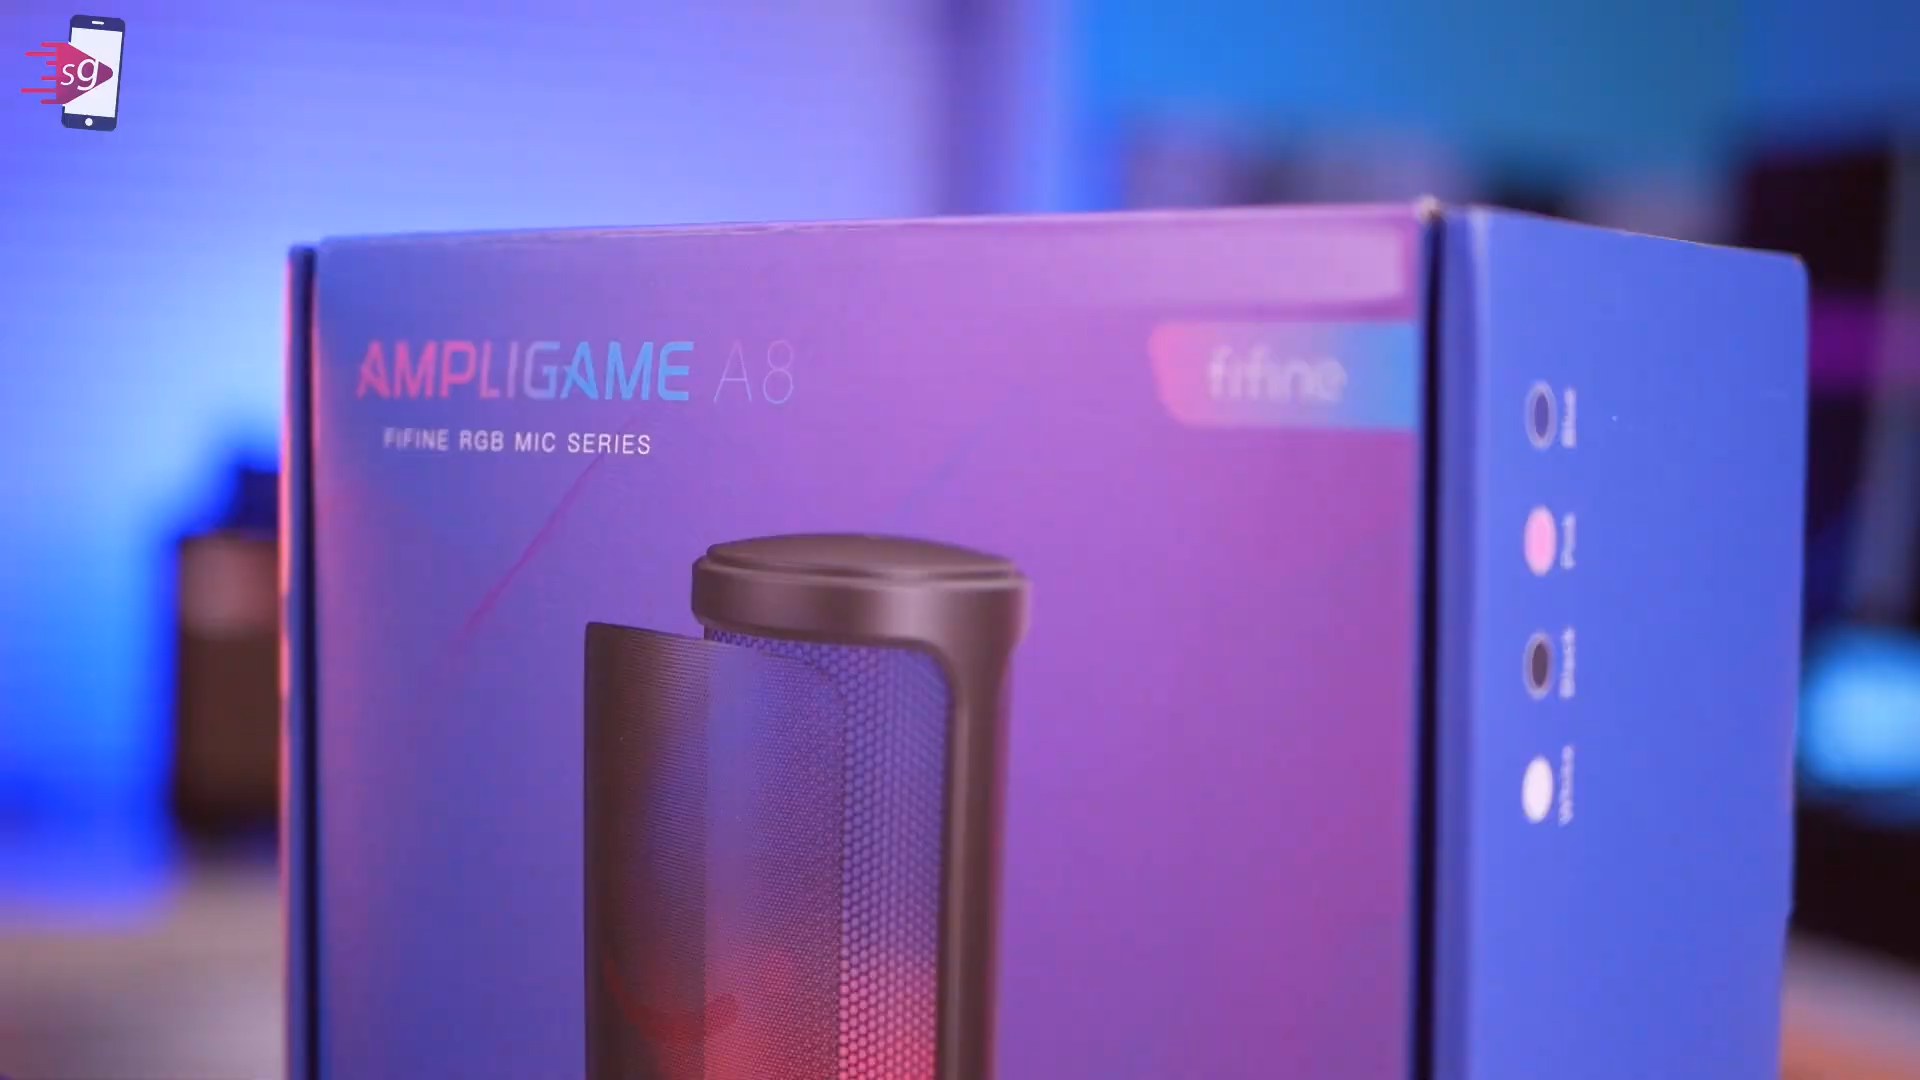 sg
AMPLIGAME A8
fifine
FIFINE RGB MIC SERIES
Blue
Pink
Black
White